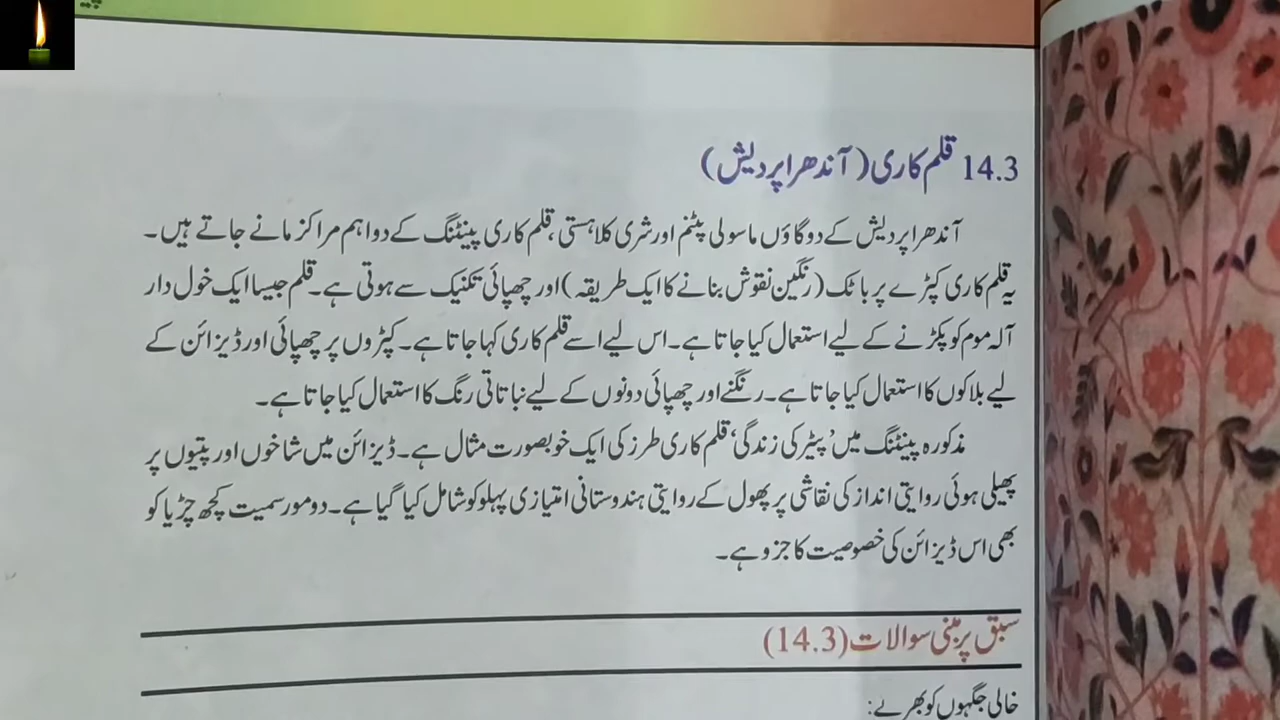 14.3 قلم کاری (آندھرا پردیش)
آندھرا پردیش کے دو گاؤں ماسولی پٹنم اور شری کلاہستی، قلم کاری پینٹنگ کے دو اہم مراکز مانے جاتے ہیں۔
یہ قلم کاری کپڑے پر باٹک (رنگین نقوش بنانے کا ایک طریقہ) اور چھپائی تکنیک سے ہوتی ہے۔ قلم جیسا ایک خول دار
آلہ موم کو پکڑنے کے لیے استعمال کیا جاتا ہے۔ اس لیے اسے قلم کاری کہا جاتا ہے۔ کپڑوں پر چھپائی اور ڈیزائن کے
لیے بلاکوں کا استعمال کیا جاتا ہے۔ رنگنے اور چھپائی دونوں کے لیے نباتاتی رنگ کا استعمال کیا جاتا ہے۔
مذکورہ پینٹنگ میں ’پیٹر کی زندگی‘ قلم کاری طرز کی ایک خوبصورت مثال ہے۔ ڈیزائن میں شاخوں اور پتیوں پر
پھیلی ہوئی روایتی انداز کی نقاشی پر پھول کے روایتی ہندوستانی امتیازی پہلو کو شامل کیا گیا ہے۔ دو مور سمیت کچھ چڑیا کو
بھی اس ڈیزائن کی خصوصیت کا جزو ہے۔
سبق پر مبنی سوالات (14.3)
خالی جگہوں کو بھریے: